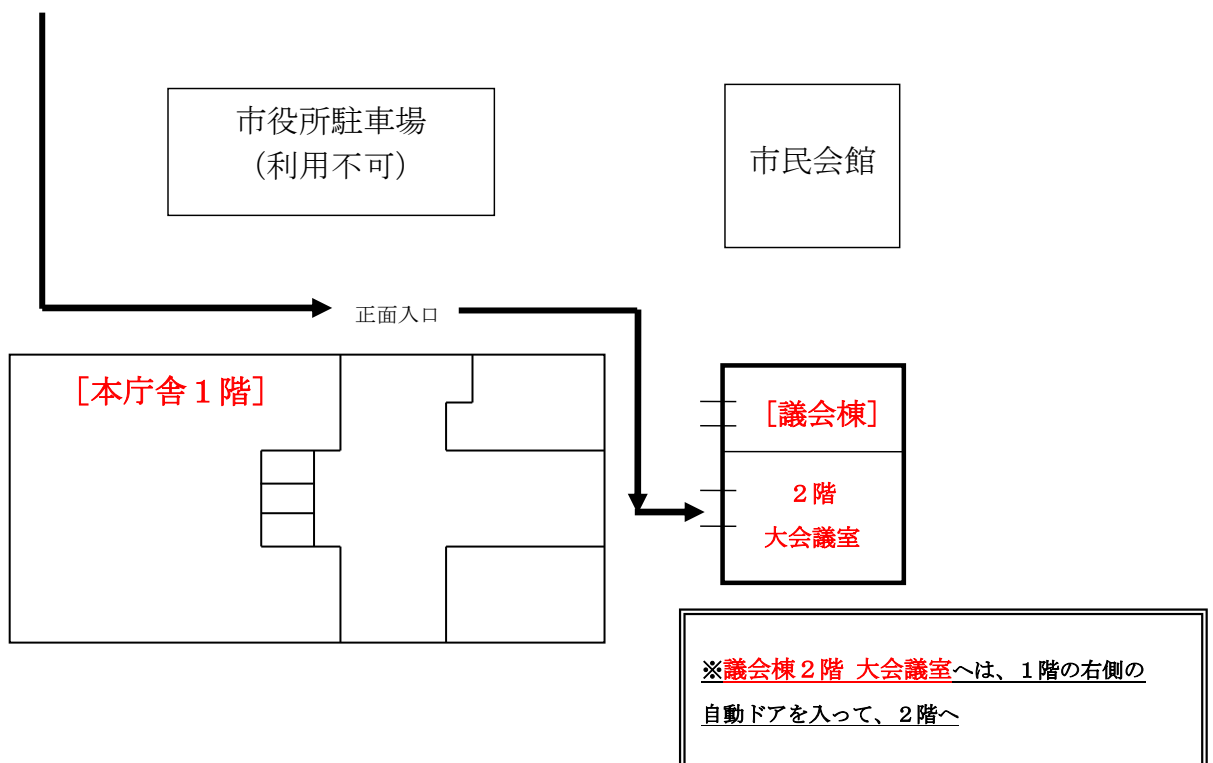 市役所駐車場
(利用不可)
市民会館
正面入口
[本庁舎１階]
[議会棟]
２階
大会議室
※議会棟２階 大会議室へは、１階の右側の
自動ドアを入って、２階へ